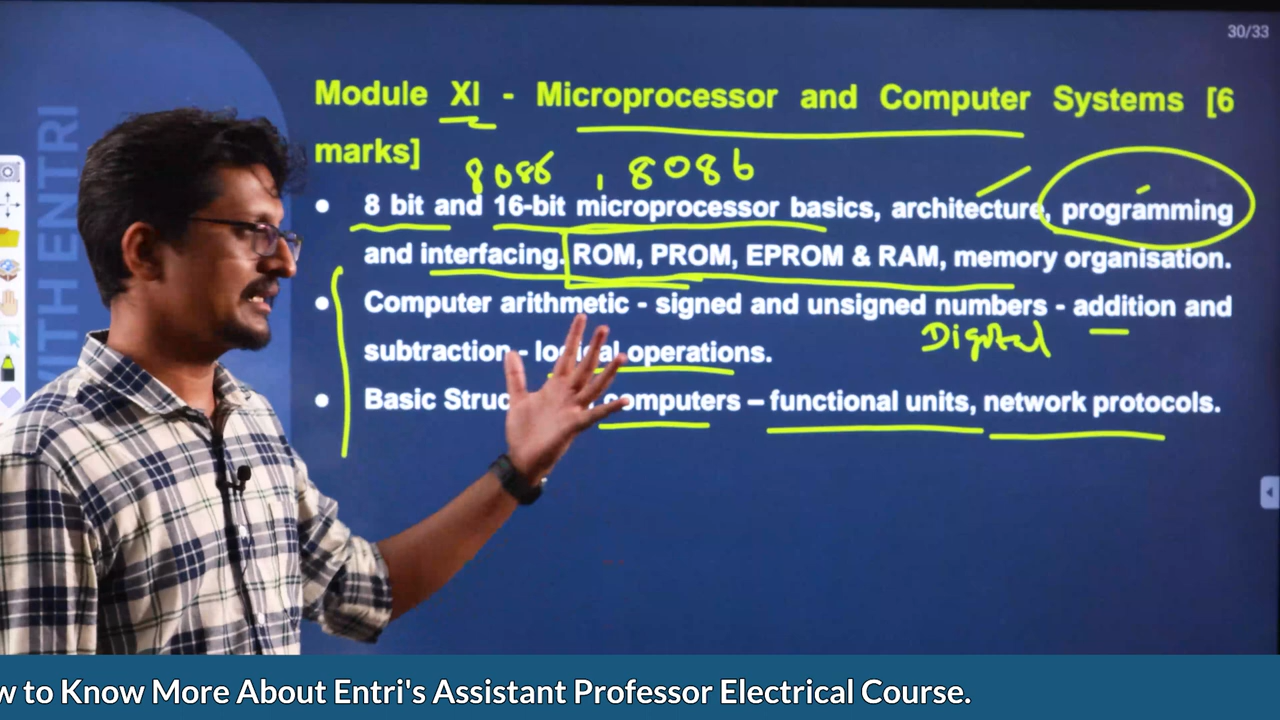 30/33
WITH ENTRI
Module XI - Microprocessor and Computer Systems [6
marks]
8086 , 8086
8 bit and 16-bit microprocessor basics, architecture, programming
and interfacing. ROM, PROM, EPROM & RAM, memory organisation.
Computer arithmetic - signed and unsigned numbers - addition and
Digital
subtraction - logical operations.
Basic computers – functional units, network protocols.
w to Know More About Entri's Assistant Professor Electrical Course.